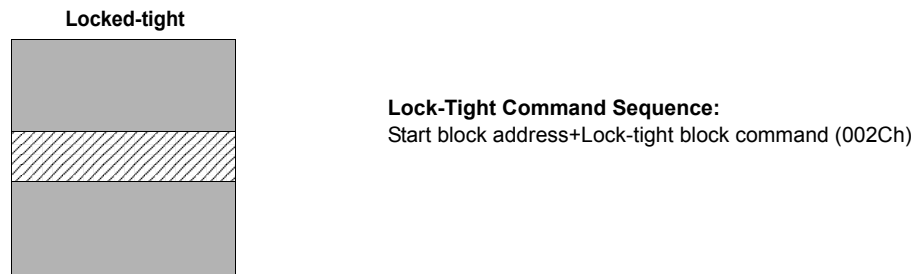 Locked-tight
Lock-Tight Command Sequence:
Start block address+Lock-tight block command (002Ch)